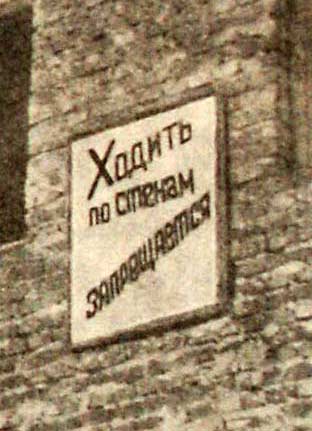 Ходить
по стенам
запрещается